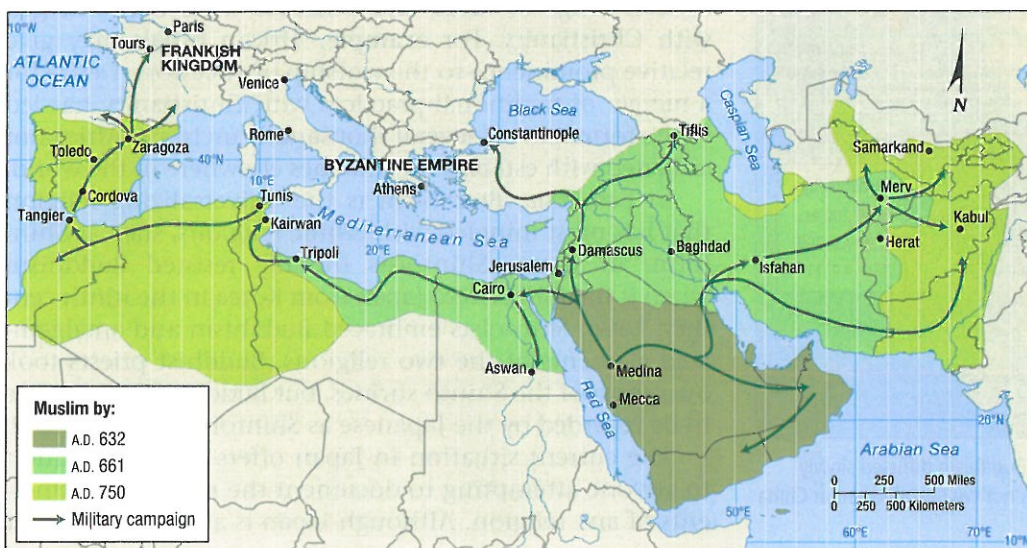 10°W
Paris
Tours
FRANKISH
KINGDOM
ATLANTIC
OCEAN
Venice
Black Sea
Caspian Sea
N
Rome
Constantinople
Tiflis
Samarkand
Toledo
Zaragoza
40°N
BYZANTINE EMPIRE
10°E
Athens
Merv
Cordova
Tunis
Kabul
Tangier
Kairwan
Mediterranean Sea
Herat
Tripoli
20°E
Damascus
Baghdad
Isfahan
Jerusalem
Cairo
Aswan
Medina
Mecca
Red Sea
20°N
Arabian Sea
Muslim by:
A.D. 632
A.D. 661
A.D. 750
Military campaign
0 250 500 Miles
0 250 500 Kilometers
50°E
60°E
70°E
10°N